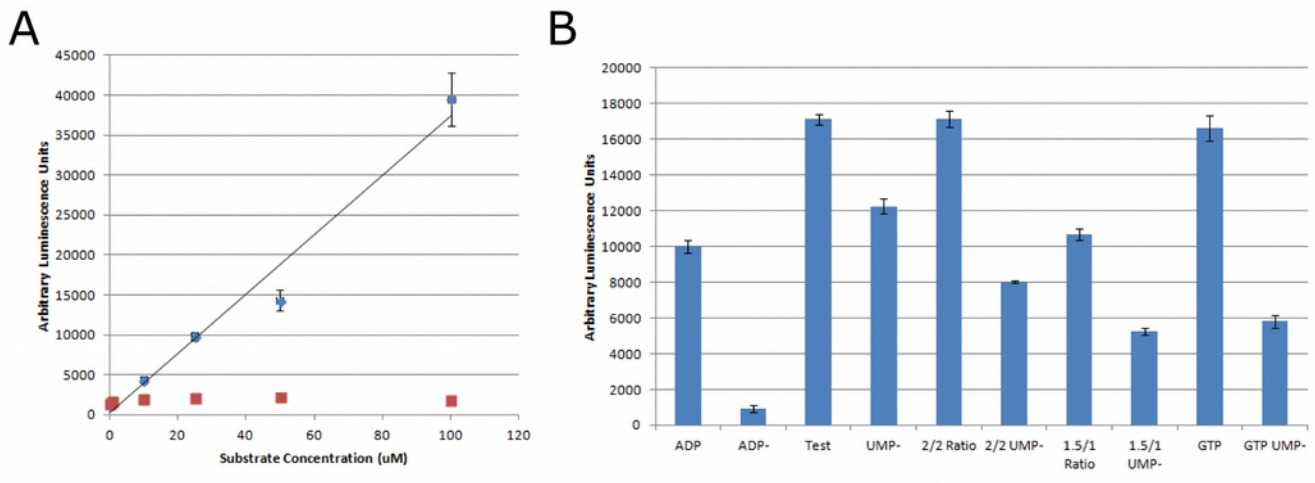 A
45000
40000
35000
30000
25000
20000
15000
10000
5000
0
Arbitrary Luminescence Units
0 20 40 60 80 100 120
Substrate Concentration (uM)
B
20000
18000
16000
14000
12000
10000
8000
6000
4000
2000
0
Arbitrary Luminescence Units
ADP ADP- Test UMP- 2/2 Ratio 2/2 UMP- 1.5/1 1.5/1 GTP GTP UMP-
Ratio UMP-